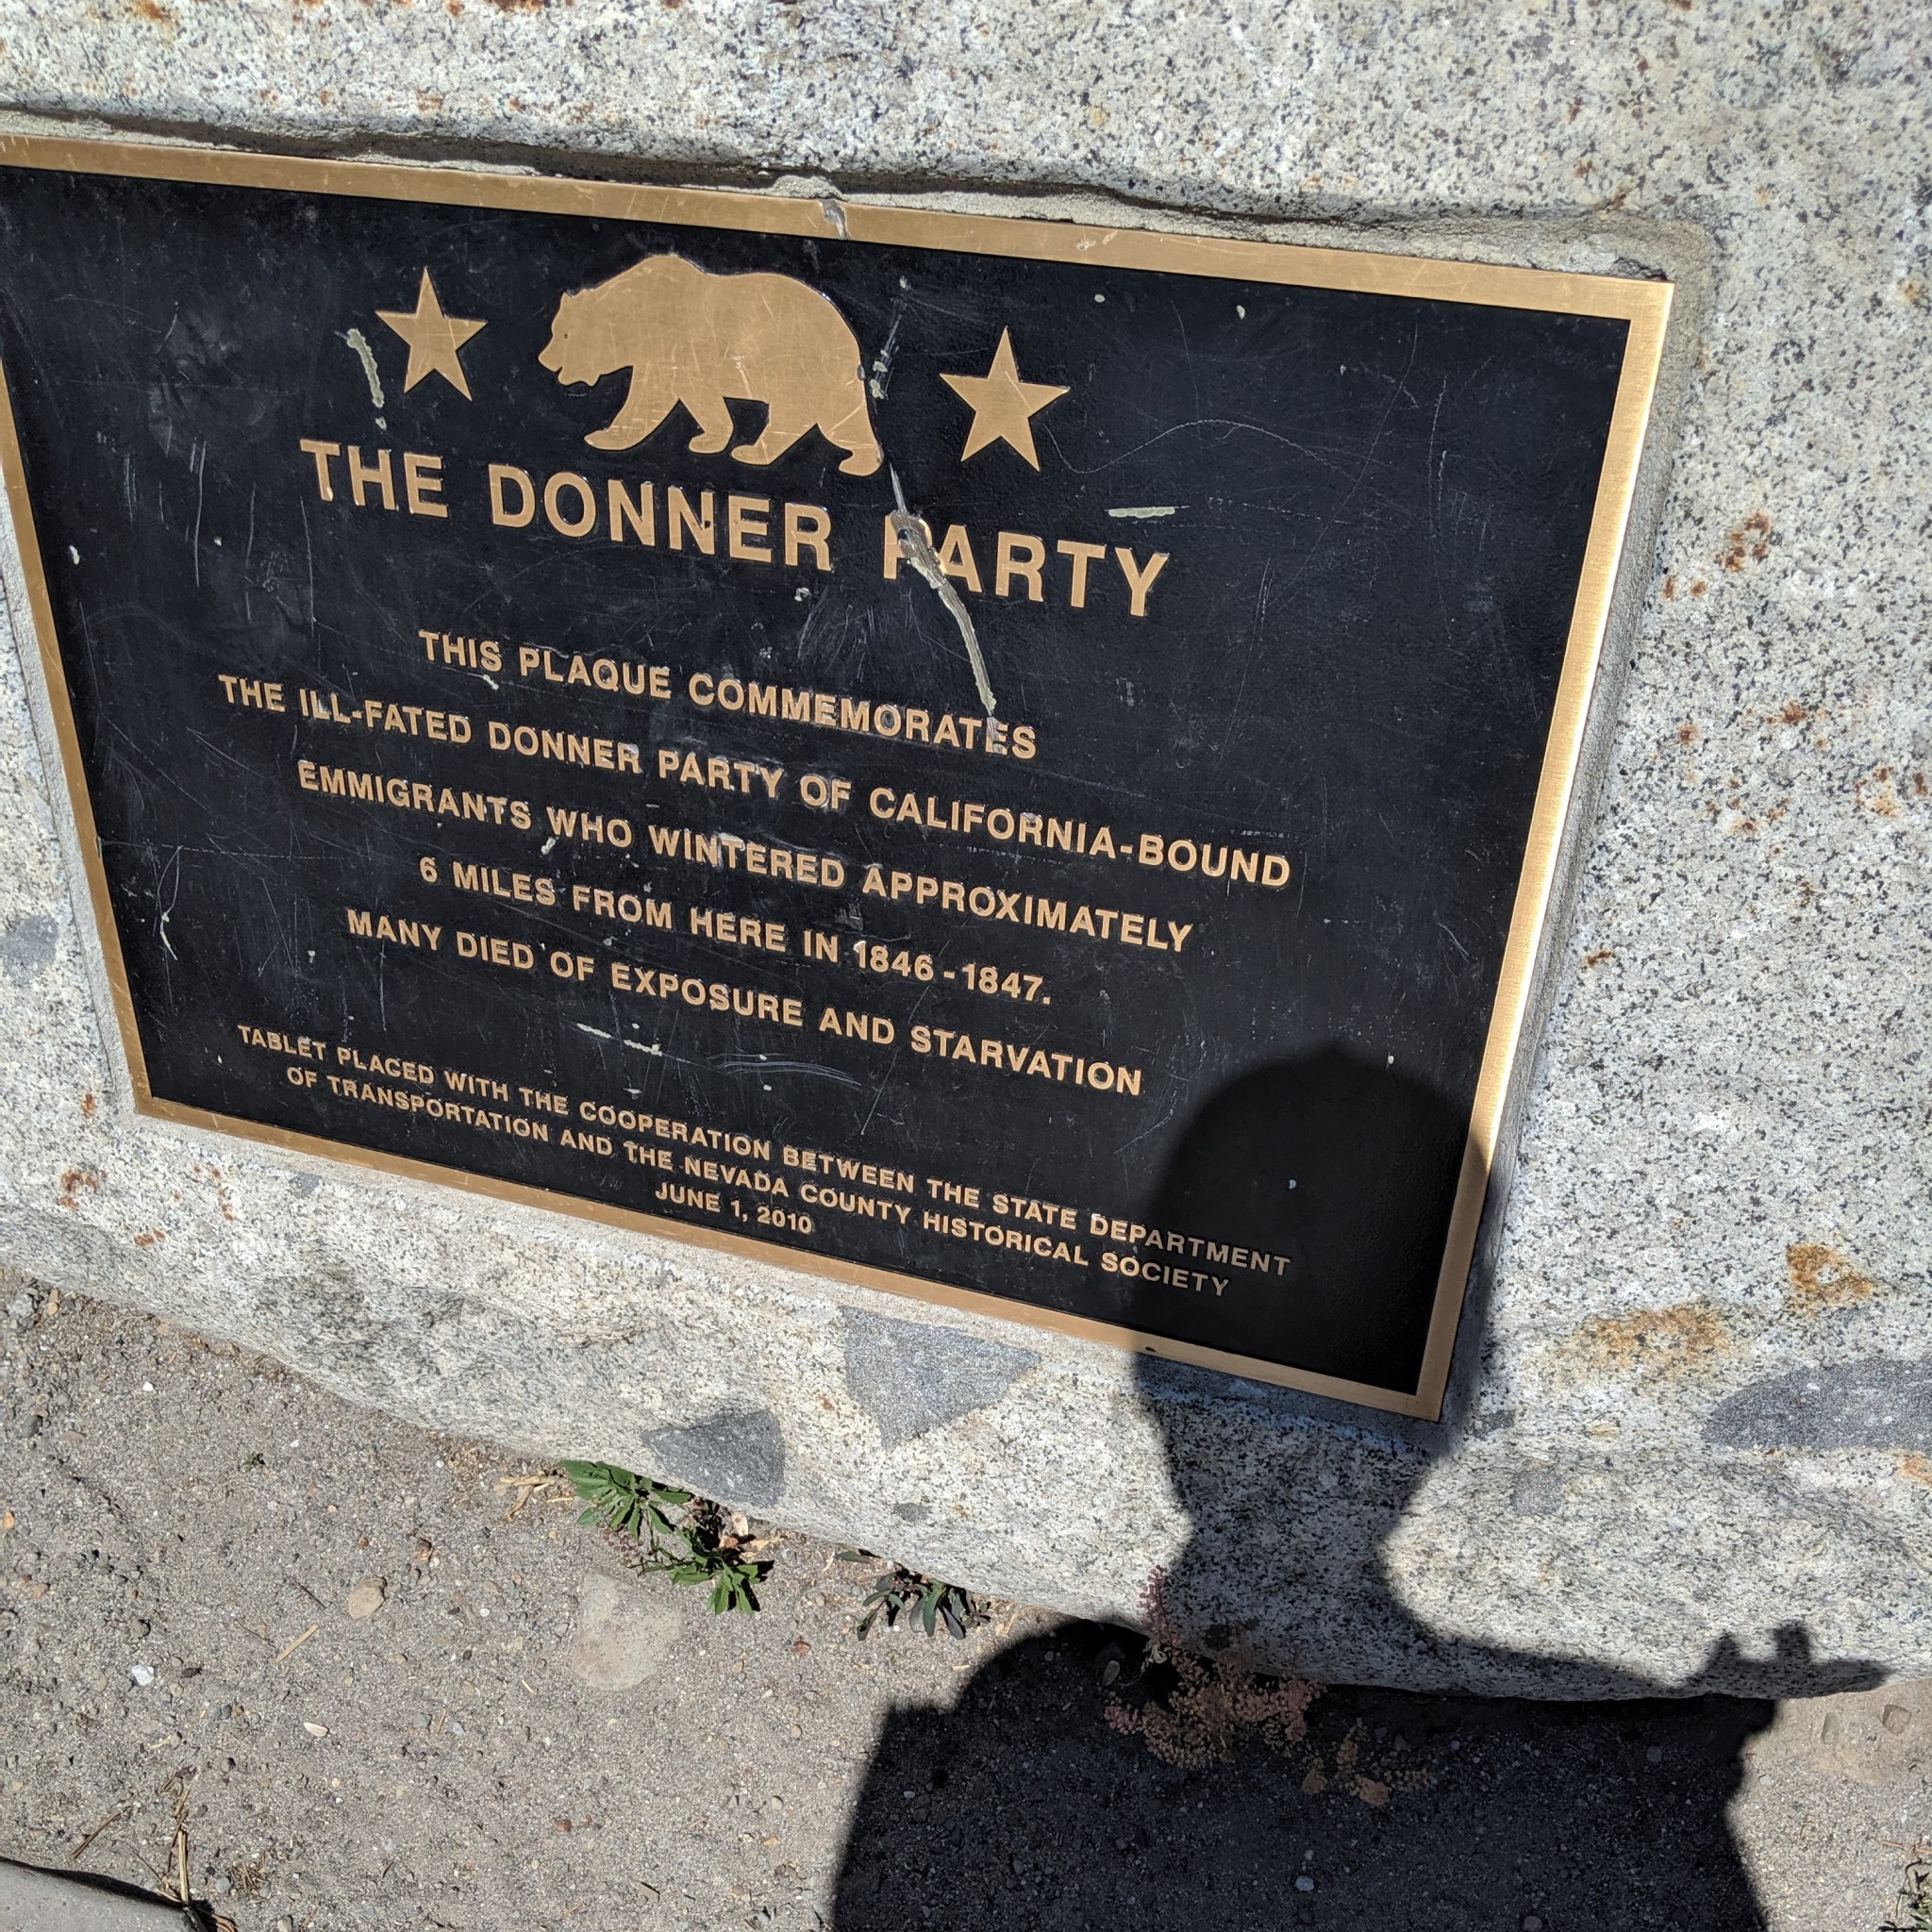 THE DONNER PARTY
THIS PLAQUE COMMEMORATES
THE ILL-FATED DONNER PARTY OF CALIFORNIA-BOUND
EMMIGRANTS WHO WINTERED APPROXIMATELY
6 MILES FROM HERE IN 1846-1847.
MANY DIED OF EXPOSURE AND STARVATION
TABLET PLACED WITH THE COOPERATION BETWEEN THE STATE DEPARTMENT
OF TRANSPORTATION AND THE NEVADA COUNTY HISTORICAL SOCIETY
JUNE 1, 2010